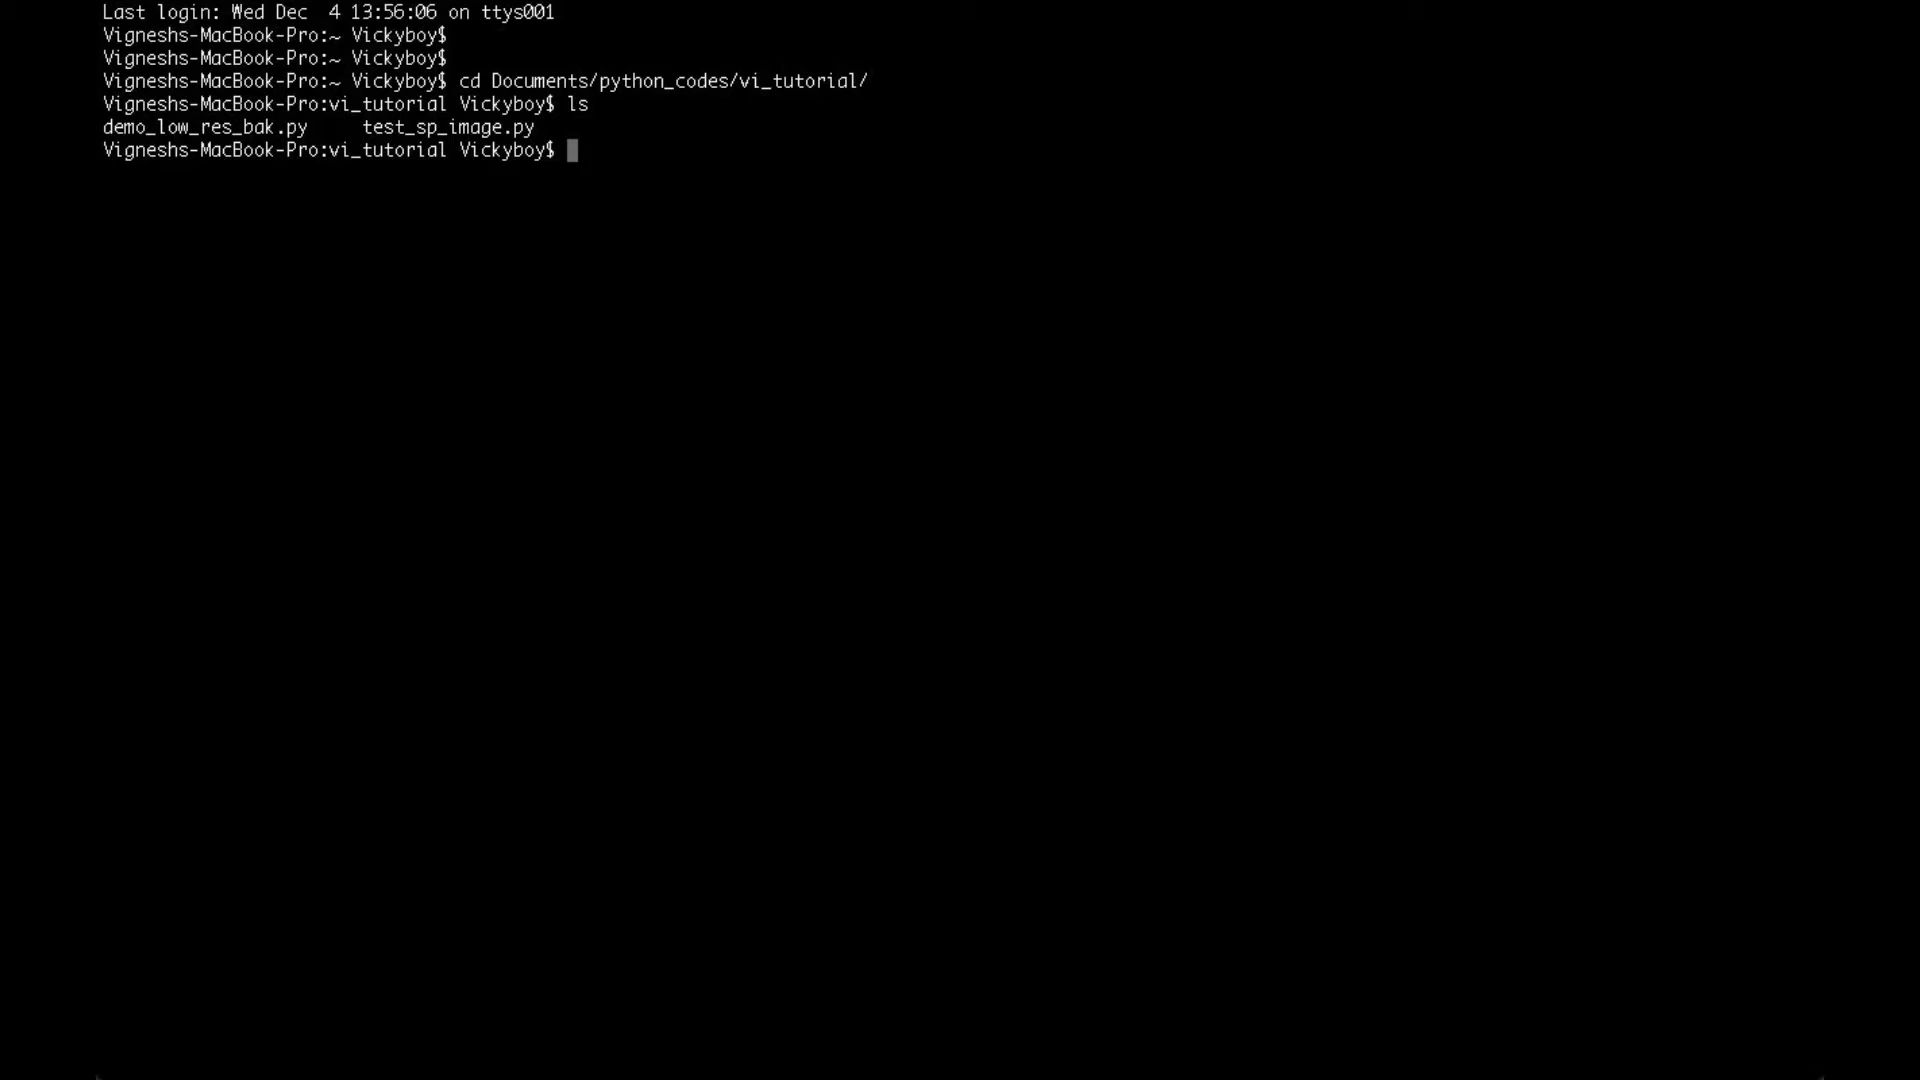 Last login: Wed Dec  4 13:56:06 on ttys001
Vigneshs-MacBook-Pro:~ Vickyboy$
Vigneshs-MacBook-Pro:~ Vickyboy$
Vigneshs-MacBook-Pro:~ Vickyboy$ cd Documents/python_codes/vi_tutorial/
Vigneshs-MacBook-Pro:vi_tutorial Vickyboy$ ls
demo_low_res_bak.py     test_sp_image.py
Vigneshs-MacBook-Pro:vi_tutorial Vickyboy$